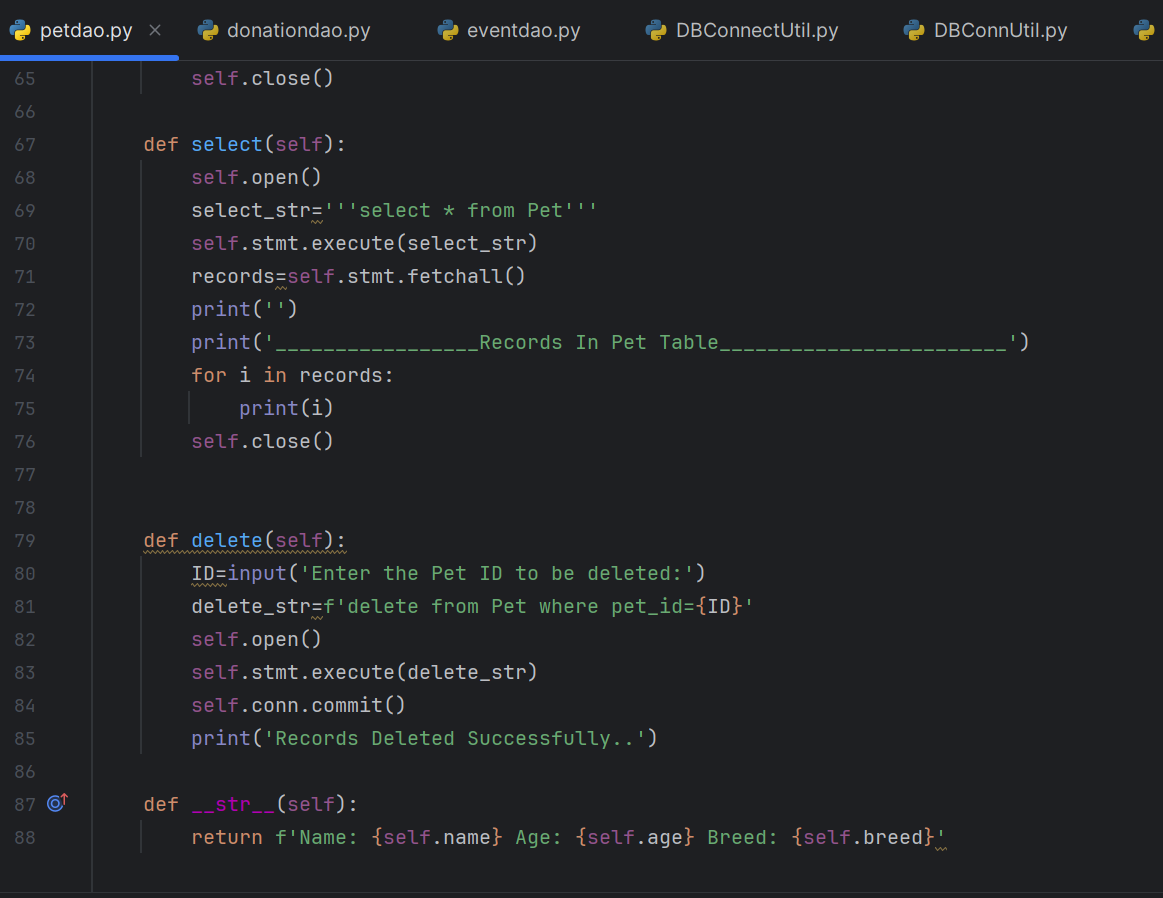 petdao.py × donationdao.py eventdao.py DBConnectUtil.py DBConnUtil.py
65 self.close()
66
67 def select(self):
68 self.open()
69 select_str='''select * from Pet'''
70 self.stmt.execute(select_str)
71 records=self.stmt.fetchall()
72 print('')
73 print('_________________Records In Pet Table________________________')
74 for i in records:
75 print(i)
76 self.close()
77
78
79 def delete(self):
80 ID=input('Enter the Pet ID to be deleted:')
81 delete_str=f'delete from Pet where pet_id={ID}'
82 self.open()
83 self.stmt.execute(delete_str)
84 self.conn.commit()
85 print('Records Deleted Successfully..')
86
87 def __str__(self):
88 return f'Name: {self.name} Age: {self.age} Breed: {self.breed}'